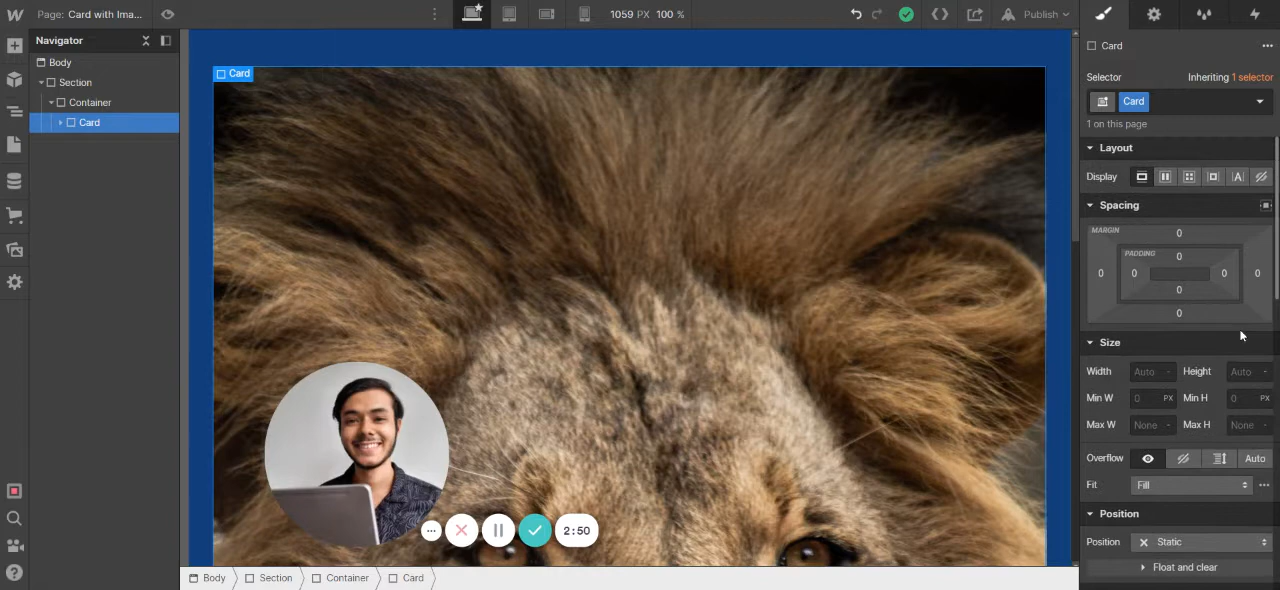 Page: Card with Ima...
1059 PX 100 %
Publish
Navigator
Body
Section
Container
Card
Card
2:50
Body
Section
Container
Card
Card
Selector
Inheriting 1 selector
Card
1 on this page
Layout
Display
Spacing
MARGIN
0
PADDING
0
0
0
0
0
0
0
Size
Width Auto - Height Auto -
Min W 0 PX Min H 0 PX
Max W None - Max H None -
Overflow Auto
Fit Fill
Position
Position Static
Float and clear